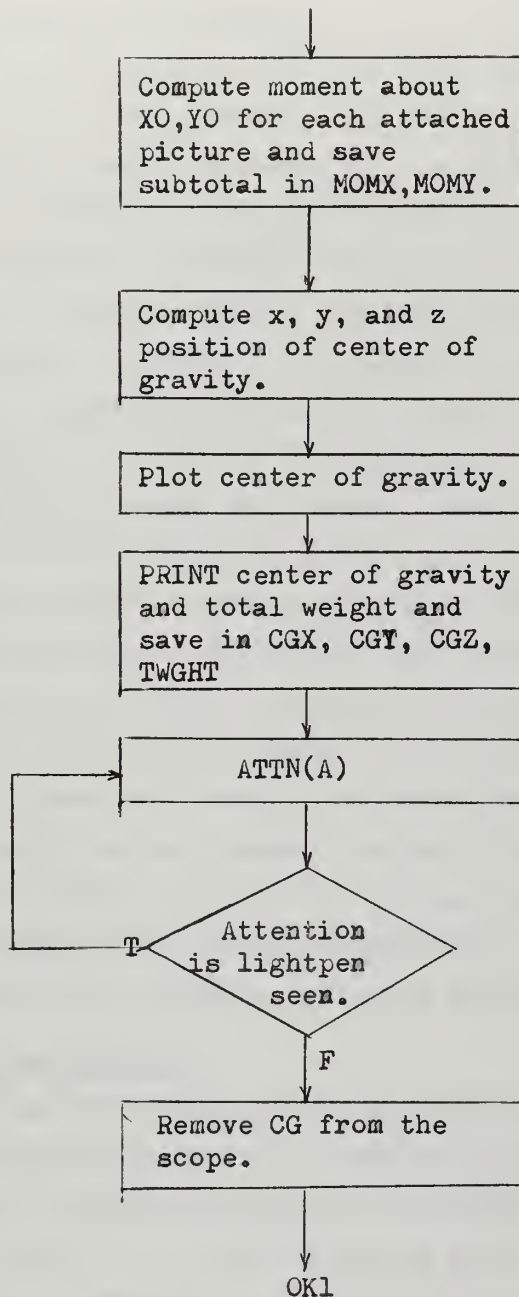 Compute moment about
XO,YO for each attached
picture and save
subtotal in MOMX,MOMY.
Compute x, y, and z
position of center of
gravity.
Plot center of gravity.
PRINT center of gravity
and total weight and
save in CGX, CGY, CGZ,
TWGHT
ATTN(A)
T
Attention
is lightpen
seen.
F
Remove CG from the
scope.
OK1